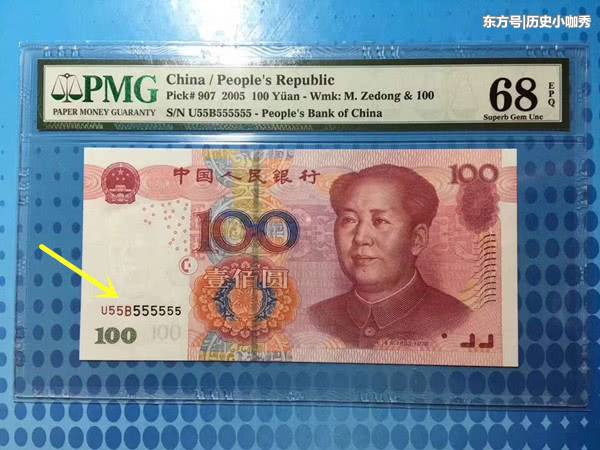 东方号|历史小咖秀
PMG
PAPER MONEY GUARANTY
China / People's Republic
Pick# 907 2005 100 Yüan - Wmk: M. Zedong & 100
S/N U55B555555 - People's Bank of China
68
EPQ
Superb Gem Unc
中国人民银行
100
100
壹佰圆
U55B555555
100
100